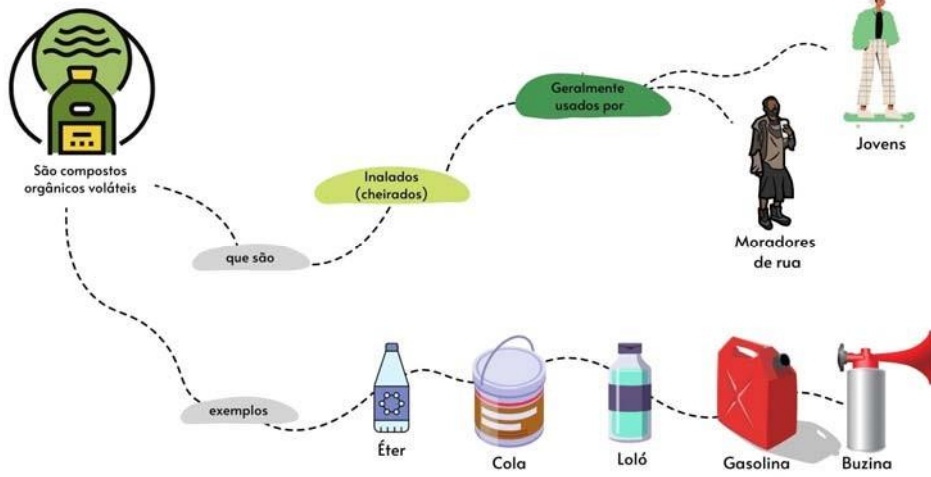 São compostos
orgânicos voláteis
que são
Inalados
(cheirados)
Geralmente
usados por
Jovens
Moradores
de rua
exemplos
Éter
Cola
Loló
Gasolina
Buzina